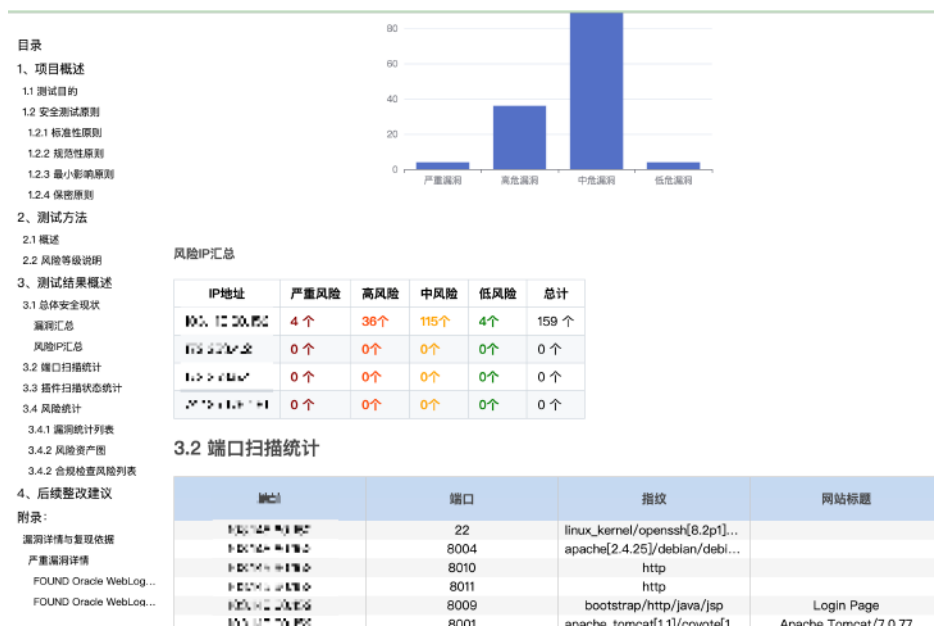 目录
1、项目概述
1.1 测试目的
1.2 安全测试原则
1.2.1 标准性原则
1.2.2 规范性原则
1.2.3 最小影响原则
1.2.4 保密原则
2、测试方法
2.1 概述
2.2 风险等级说明
3、测试结果概述
3.1 总体安全现状
漏洞汇总
风险IP汇总
3.2 端口扫描统计
3.3 插件扫描状态统计
3.4 风险统计
3.4.1 漏洞统计列表
3.4.2 风险资产图
3.4.2 合规检查风险列表
4、后续整改建议
附录:
漏洞详情与复现依据
严重漏洞详情
FOUND Oracle WebLog...
FOUND Oracle WebLog...
80
60
40
20
0
严重漏洞 高危漏洞 中危漏洞 低危漏洞
风险IP汇总
IP地址 严重风险 高风险 中风险 低风险 总计
4 个 36个 115个 4个 159 个
0 个 0个 0个 0个 0 个
0 个 0个 0个 0个 0 个
0 个 0个 0个 0个 0 个
3.2 端口扫描统计
端口 指纹 网站标题
22 linux_kernel/openssh[8.2p1]...
8004 apache[2.4.25]/debian/debi...
8010 http
8011 http
8009 bootstrap/http/java/jsp Login Page
8001 apache_tomcat[1.1]/coyote[1... Apache Tomcat/7.0.77